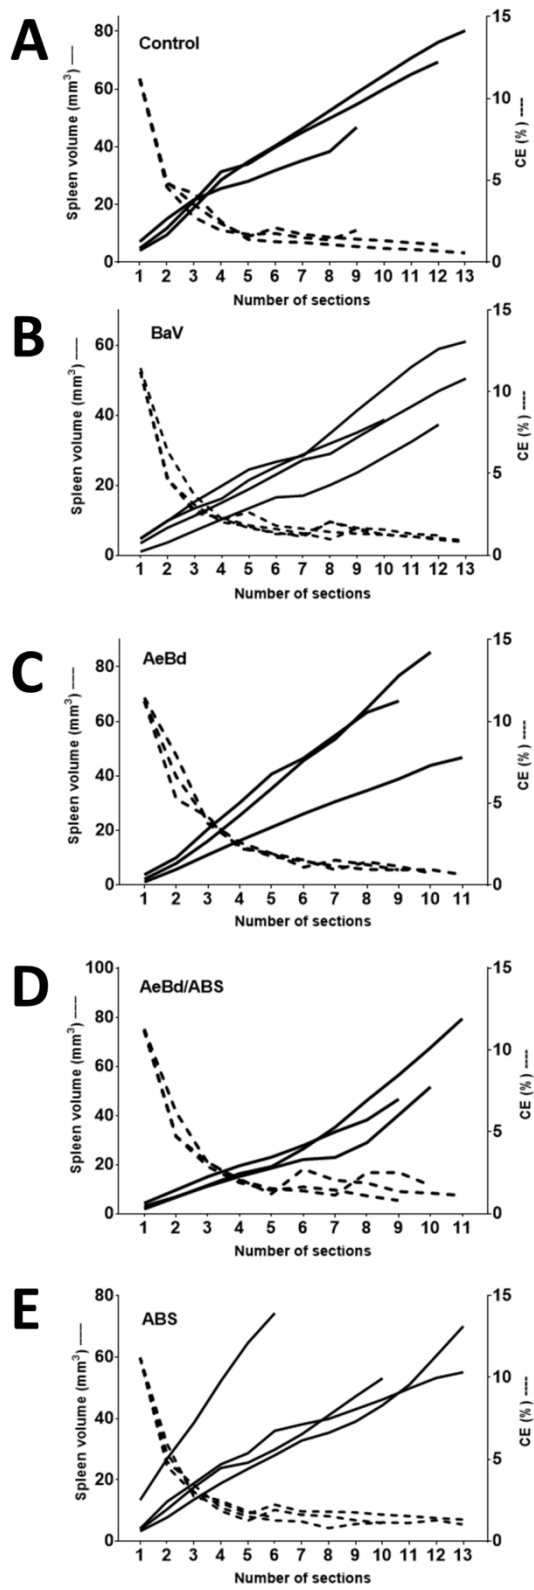 A
Control
Spleen volume (mm³) —
80
60
40
20
0
15
10
5
0
CE (%) ----
1 2 3 4 5 6 7 8 9 10 11 12 13
Number of sections
B
BaV
Spleen volume (mm³) —
60
40
20
0
15
10
5
0
CE (%) ----
1 2 3 4 5 6 7 8 9 10 11 12 13
Number of sections
C
AeBd
Spleen volume (mm³) —
80
60
40
20
0
15
10
5
0
CE (%) ----
1 2 3 4 5 6 7 8 9 10 11
Number of sections
D
AeBd/ABS
Spleen volume (mm³) —
100
80
60
40
20
0
15
10
5
0
CE (%) ----
1 2 3 4 5 6 7 8 9 10 11
Number of sections
E
ABS
Spleen volume (mm³) —
80
60
40
20
0
15
10
5
0
CE (%) ----
1 2 3 4 5 6 7 8 9 10 11 12 13
Number of sections